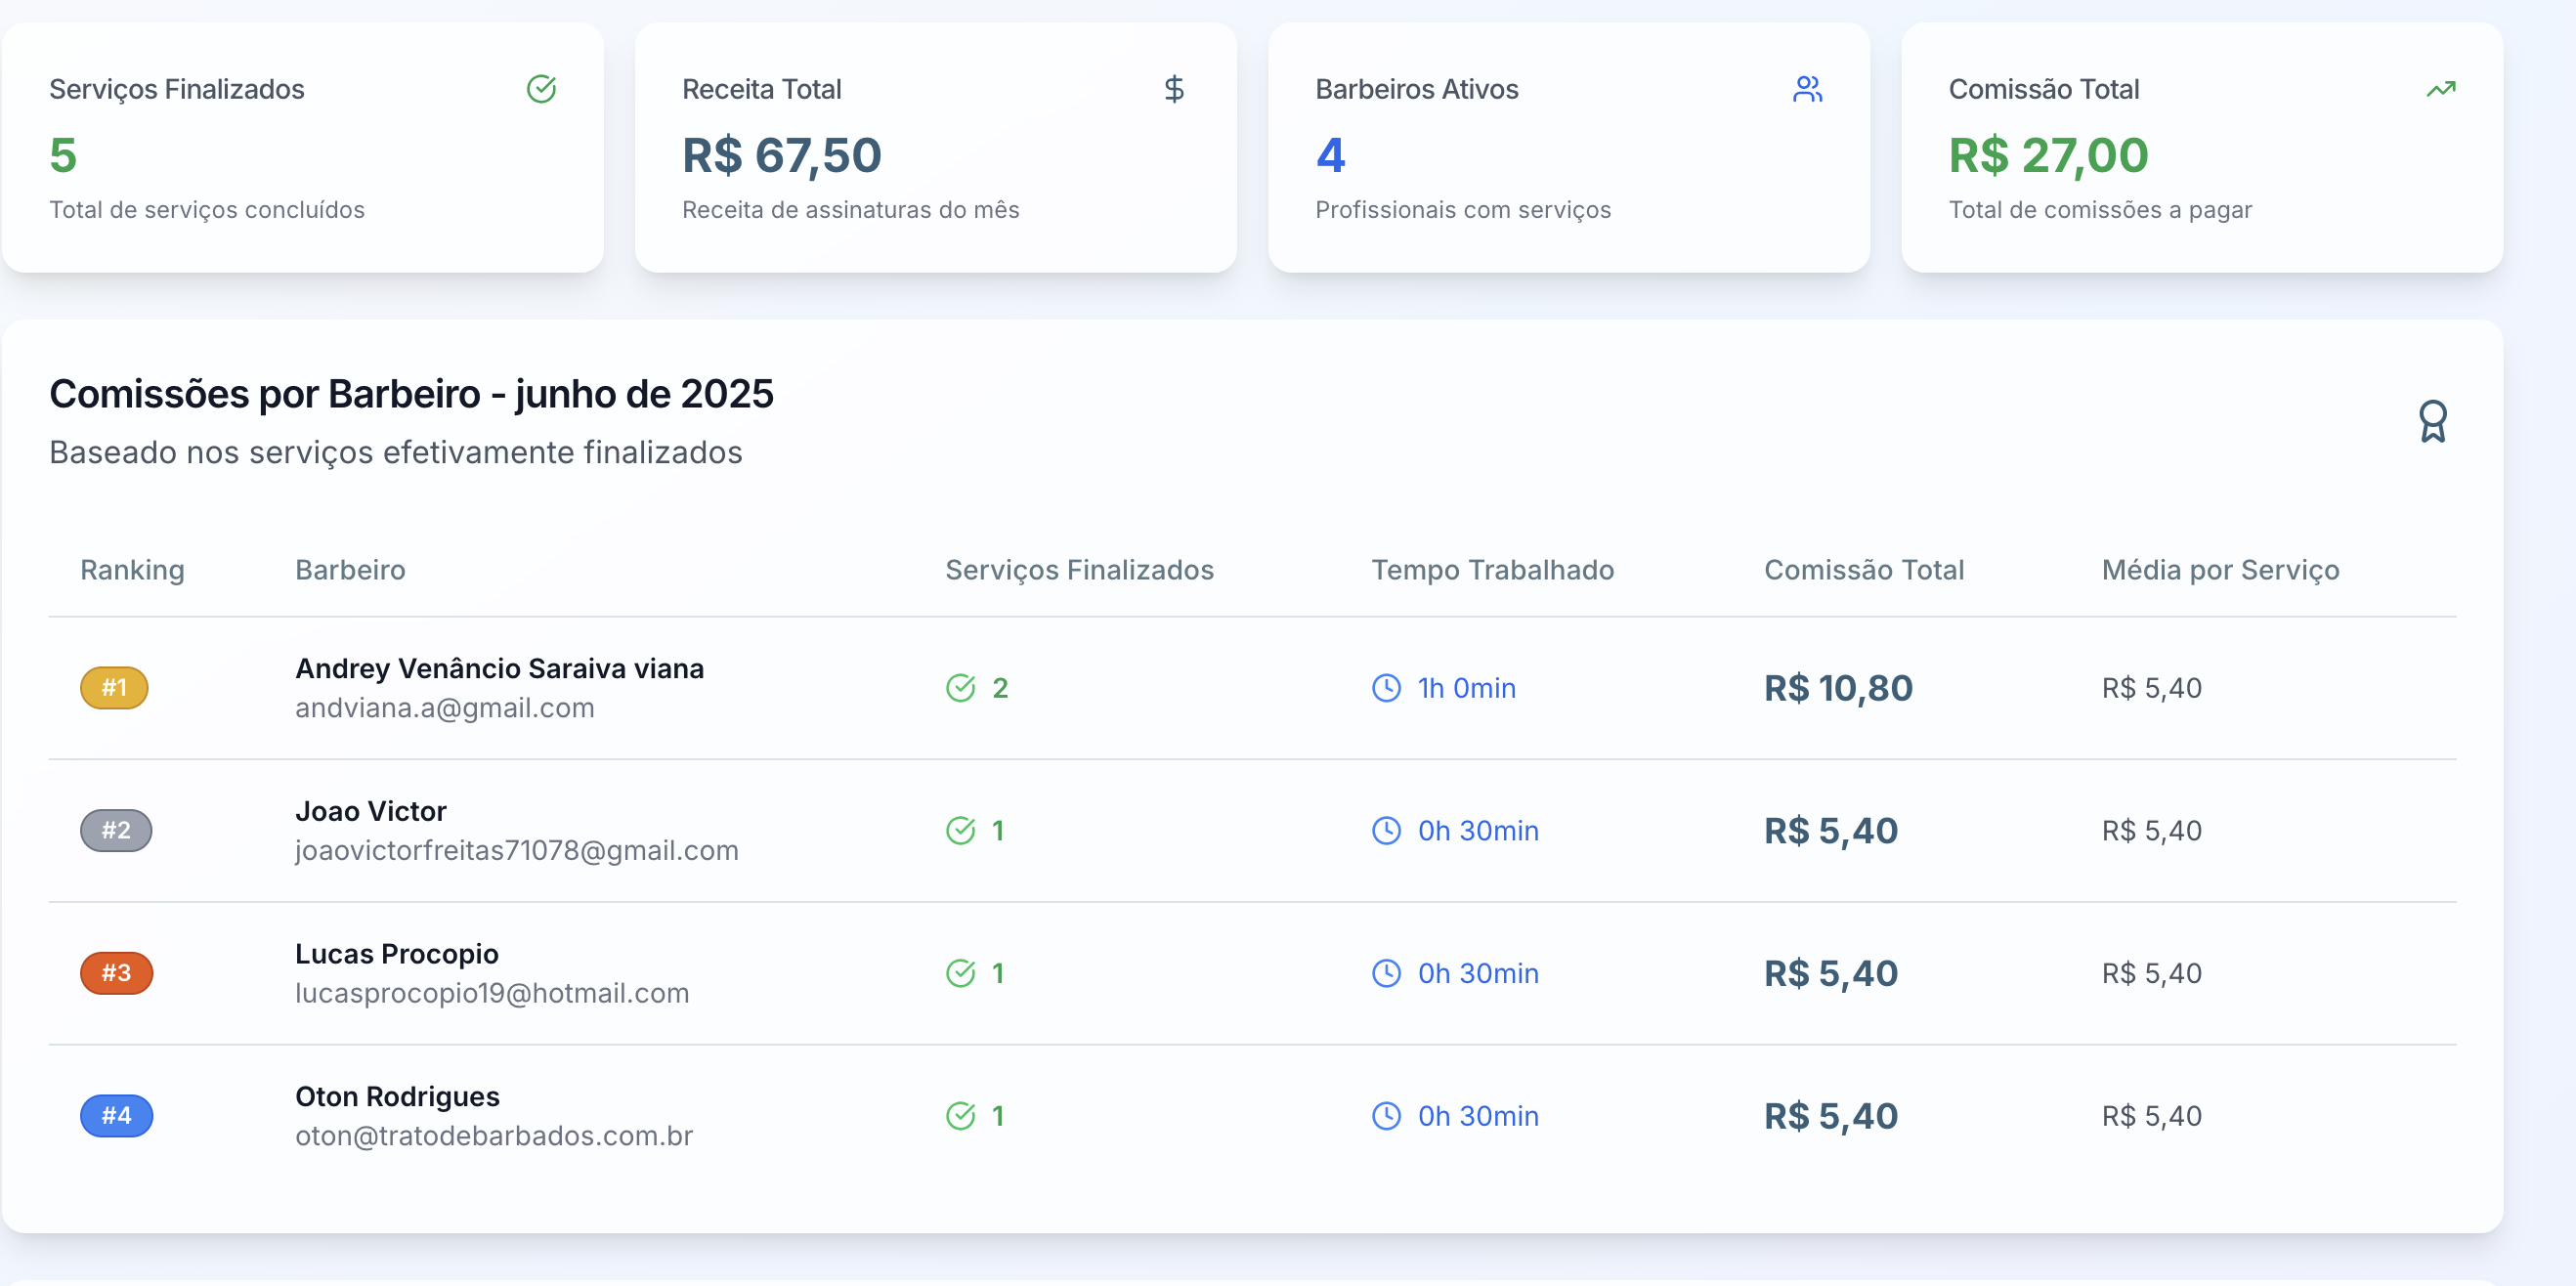 Serviços Finalizados
5
Total de serviços concluídos
Receita Total
R$ 67,50
Receita de assinaturas do mês
Barbeiros Ativos
4
Profissionais com serviços
Comissão Total
R$ 27,00
Total de comissões a pagar
Comissões por Barbeiro - junho de 2025
Baseado nos serviços efetivamente finalizados
Ranking Barbeiro Serviços Finalizados Tempo Trabalhado Comissão Total Média por Serviço
#1 Andrey Venâncio Saraiva viana 2 1h 0min R$ 10,80 R$ 5,40
andviana.a@gmail.com
#2 Joao Victor 1 0h 30min R$ 5,40 R$ 5,40
joaovictorfreitas71078@gmail.com
#3 Lucas Procopio 1 0h 30min R$ 5,40 R$ 5,40
lucasprocopio19@hotmail.com
#4 Oton Rodrigues 1 0h 30min R$ 5,40 R$ 5,40
oton@tratodebarbados.com.br